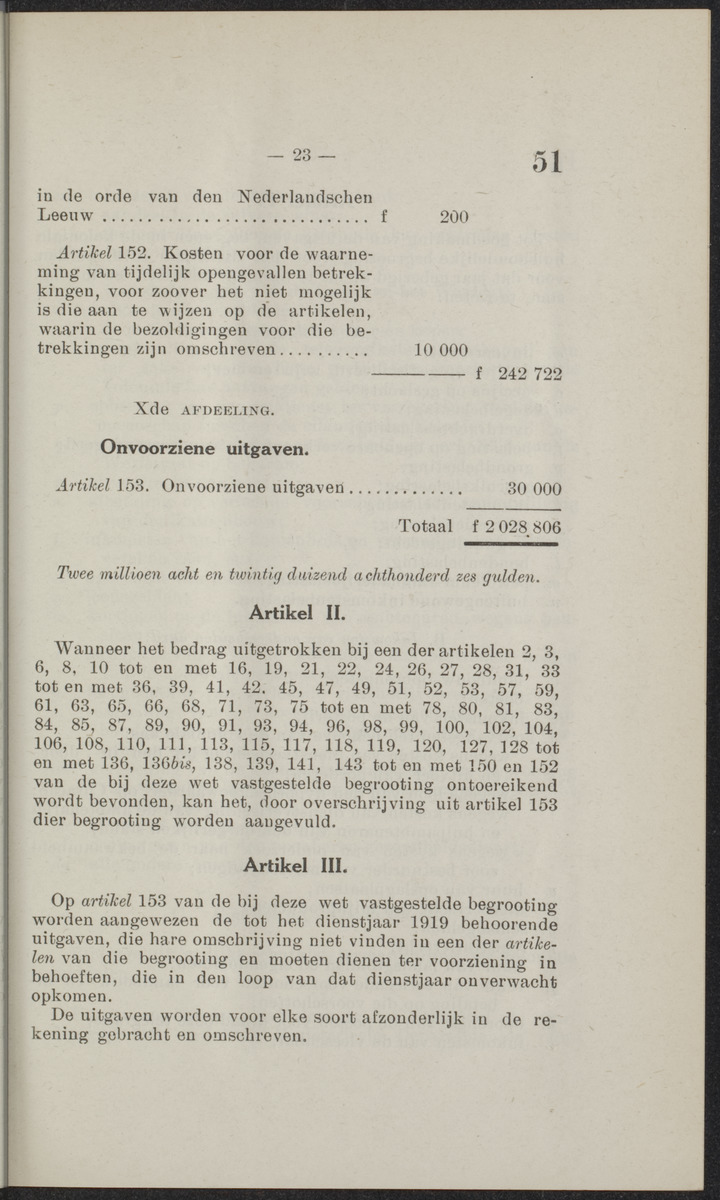 — 23 —
51
in de orde van den Nederlandschen
Leeuw ............................. f 200
Artikel 152. Kosten voor de waarne-
ming van tijdelijk opengevallen betrek-
kingen, voor zoover het niet mogelijk
is die aan te wijzen op de artikelen,
waarin de bezoldigingen voor die be-
trekkingen zijn omschreven.......... 10 000
——— f 242 722
Xde AFDEELING.
Onvoorziene uitgaven.
Artikel 153. Onvoorziene uitgaven............. 30 000
Totaal f 2 028 806
Twee millioen acht en twintig duizend achthonderd zes gulden.
Artikel II.
Wanneer het bedrag uitgetrokken bij een der artikelen 2, 3,
6, 8, 10 tot en met 16, 19, 21, 22, 24, 26, 27, 28, 31, 33
tot en met 36, 39, 41, 42. 45, 47, 49, 51, 52, 53, 57, 59,
61, 63, 65, 66, 68, 71, 73, 75 tot en met 78, 80, 81, 83,
84, 85, 87, 89, 90, 91, 93, 94, 96, 98, 99, 100, 102, 104,
106, 108, 110, 111, 113, 115, 117, 118, 119, 120, 127, 128 tot
en met 136, 136bis, 138, 139, 141, 143 tot en met 150 en 152
van de bij deze wet vastgestelde begrooting ontoereikend
wordt bevonden, kan het, door overschrijving uit artikel 153
dier begrooting worden aangevuld.
Artikel III.
Op artikel 153 van de bij deze wet vastgestelde begrooting
worden aangewezen de tot het dienstjaar 1919 behoorende
uitgaven, die hare omschrijving niet vinden in een der artike-
len van die begrooting en moeten dienen ter voorziening in
behoeften, die in den loop van dat dienstjaar onverwacht
opkomen.
De uitgaven worden voor elke soort afzonderlijk in de re-
kening gebracht en omschreven.